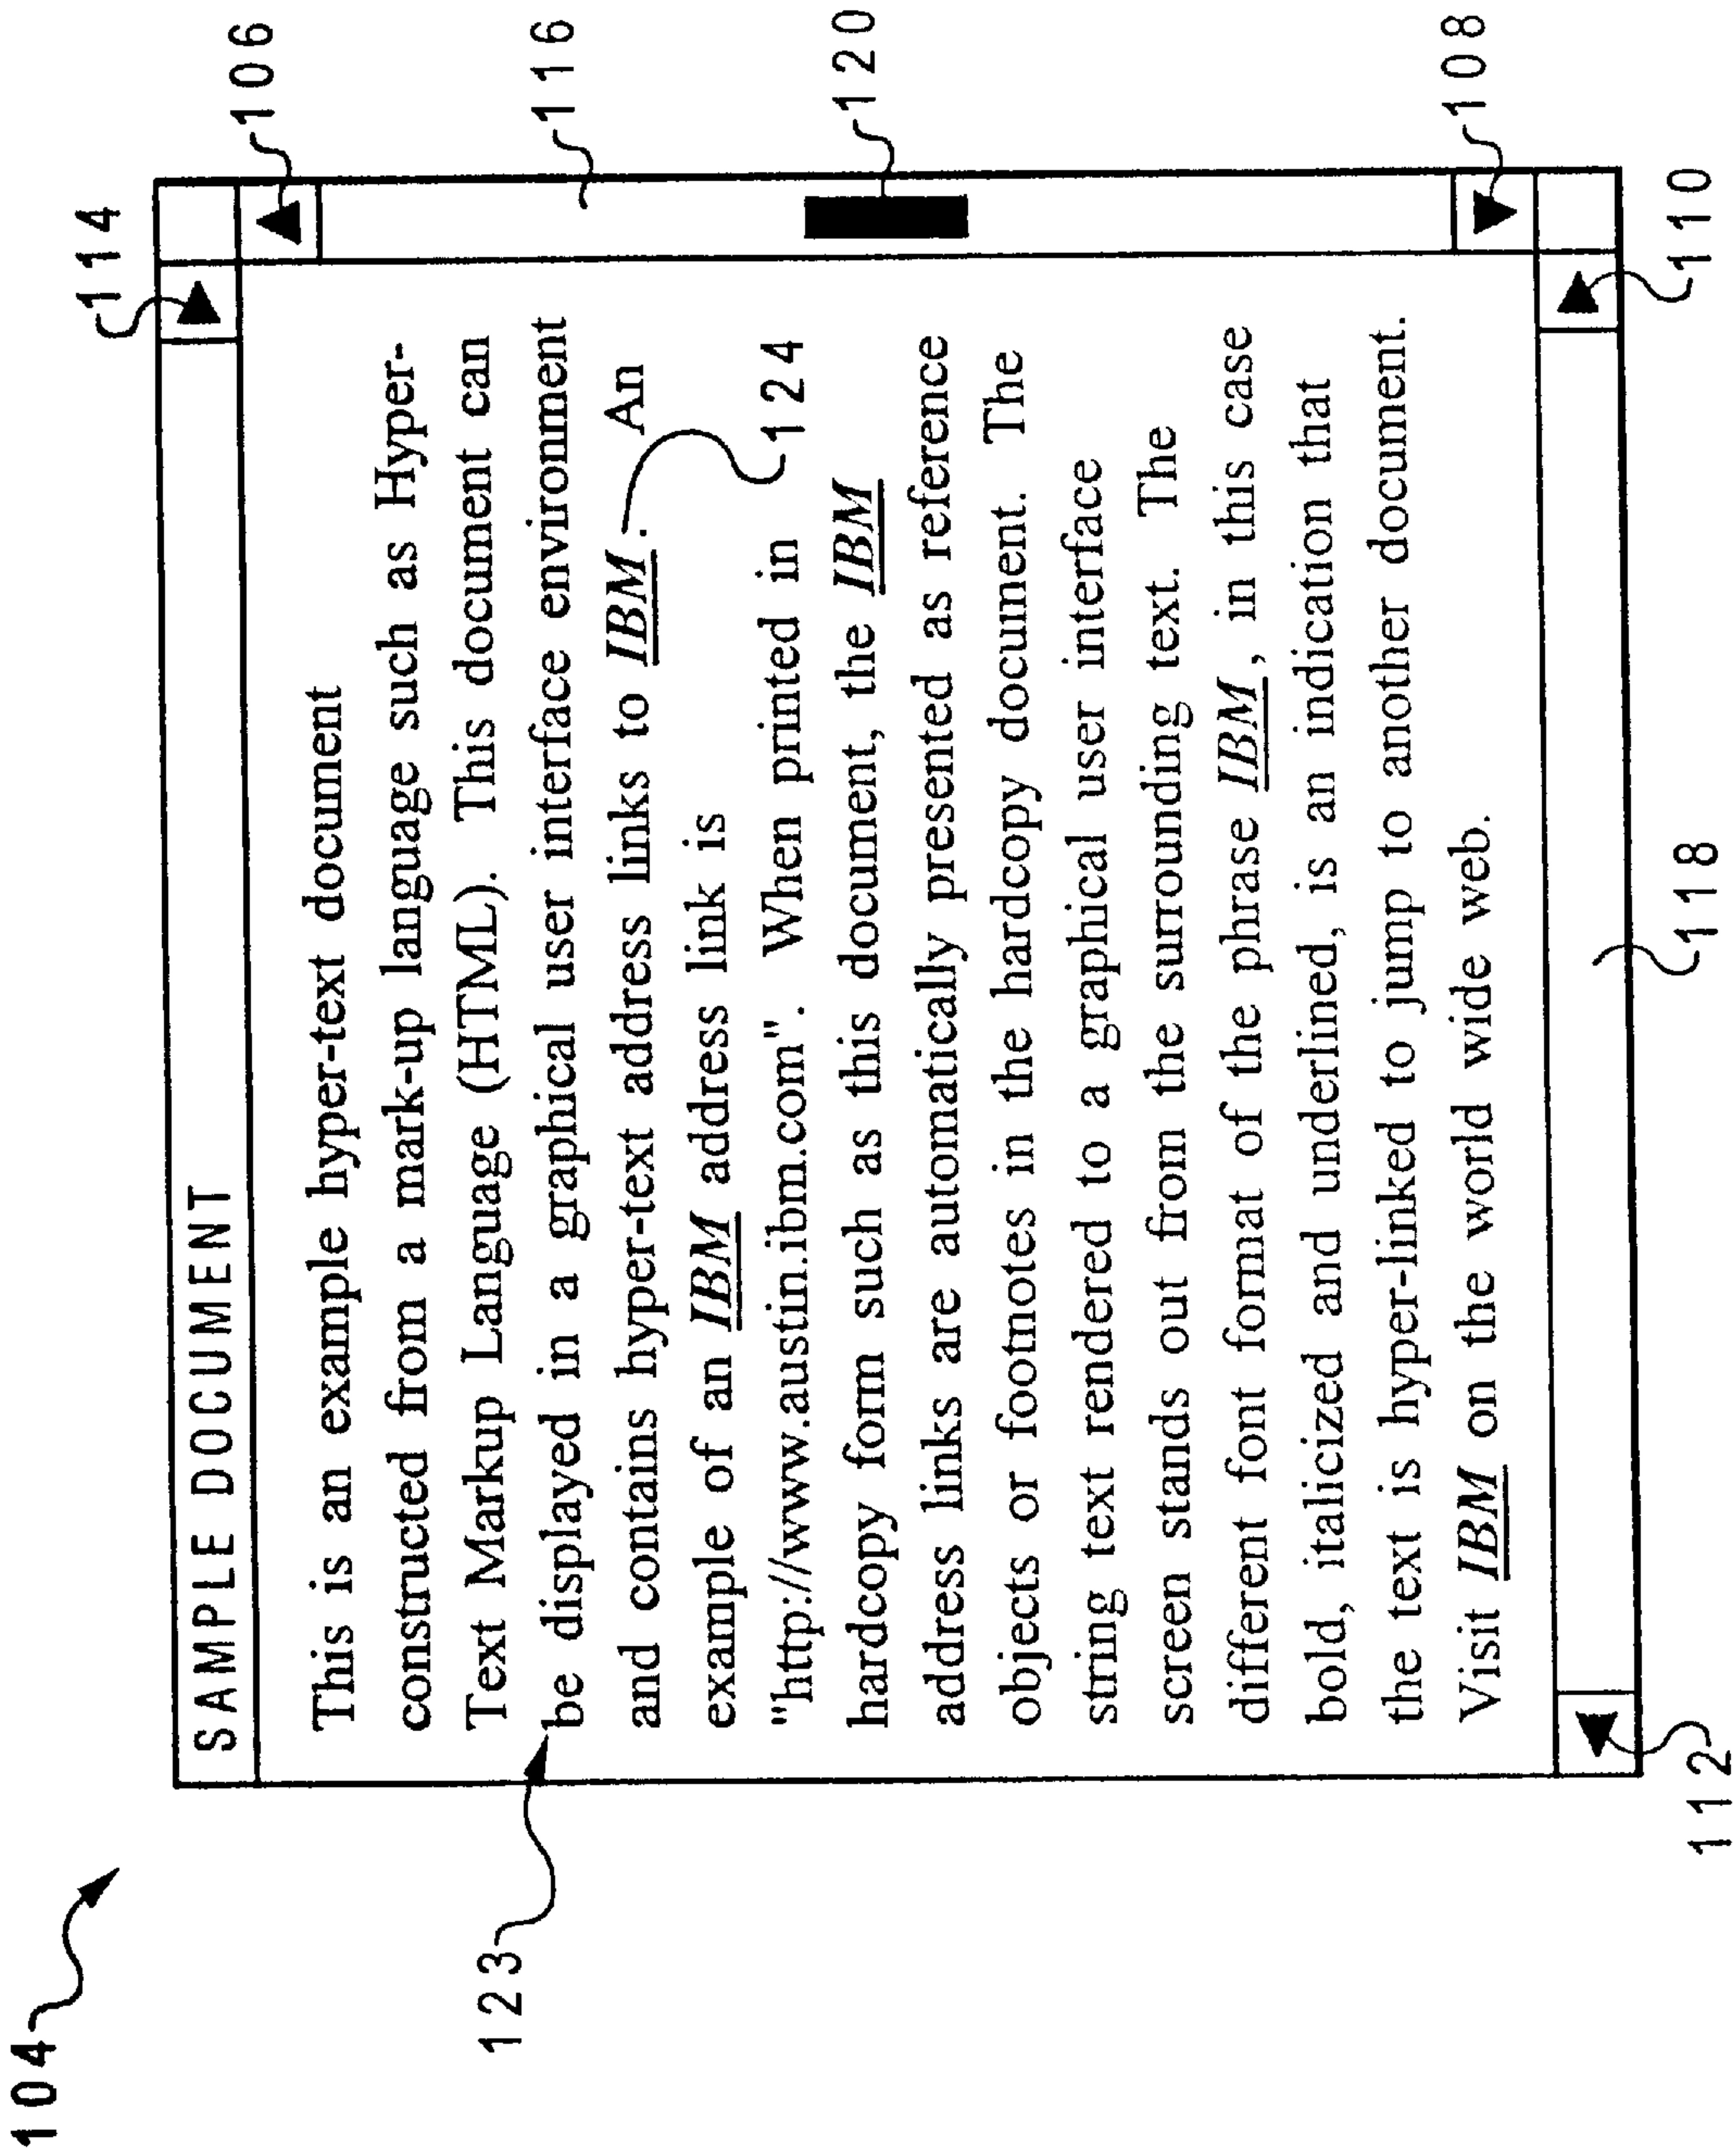 104
114
SAMPLE DOCUMENT
106
This is an example hyper-text document
constructed from a mark-up language such as Hyper-
116
Text Markup Language (HTML). This document can
123
be displayed in a graphical user interface environment
and contains hyper-text address links to IBM. An
example of an IBM address link is
124
"http://www.austin.ibm.com". When printed in
120
hardcopy form such as this document, the IBM
address links are automatically presented as reference
objects or footnotes in the hardcopy document. The
string text rendered to a graphical user interface
screen stands out from the surrounding text. The
different font format of the phrase IBM, in this case
bold, italicized and underlined, is an indication that
the text is hyper-linked to jump to another document.
108
Visit IBM on the world wide web.
112
118
110